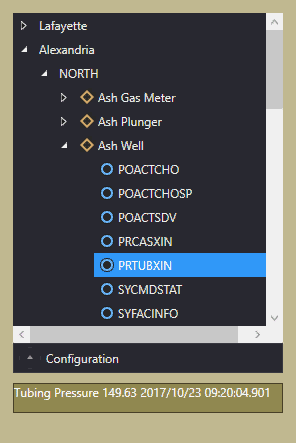 Lafayette
Alexandria
NORTH
Ash Gas Meter
Ash Plunger
Ash Well
POACTCHO
POACTCHOSP
POACTSDV
PRCASXIN
PRTUBXIN
SYCMDSTAT
SYFACINFO
Configuration
Tubing Pressure 149.63 2017/10/23 09:20:04.901